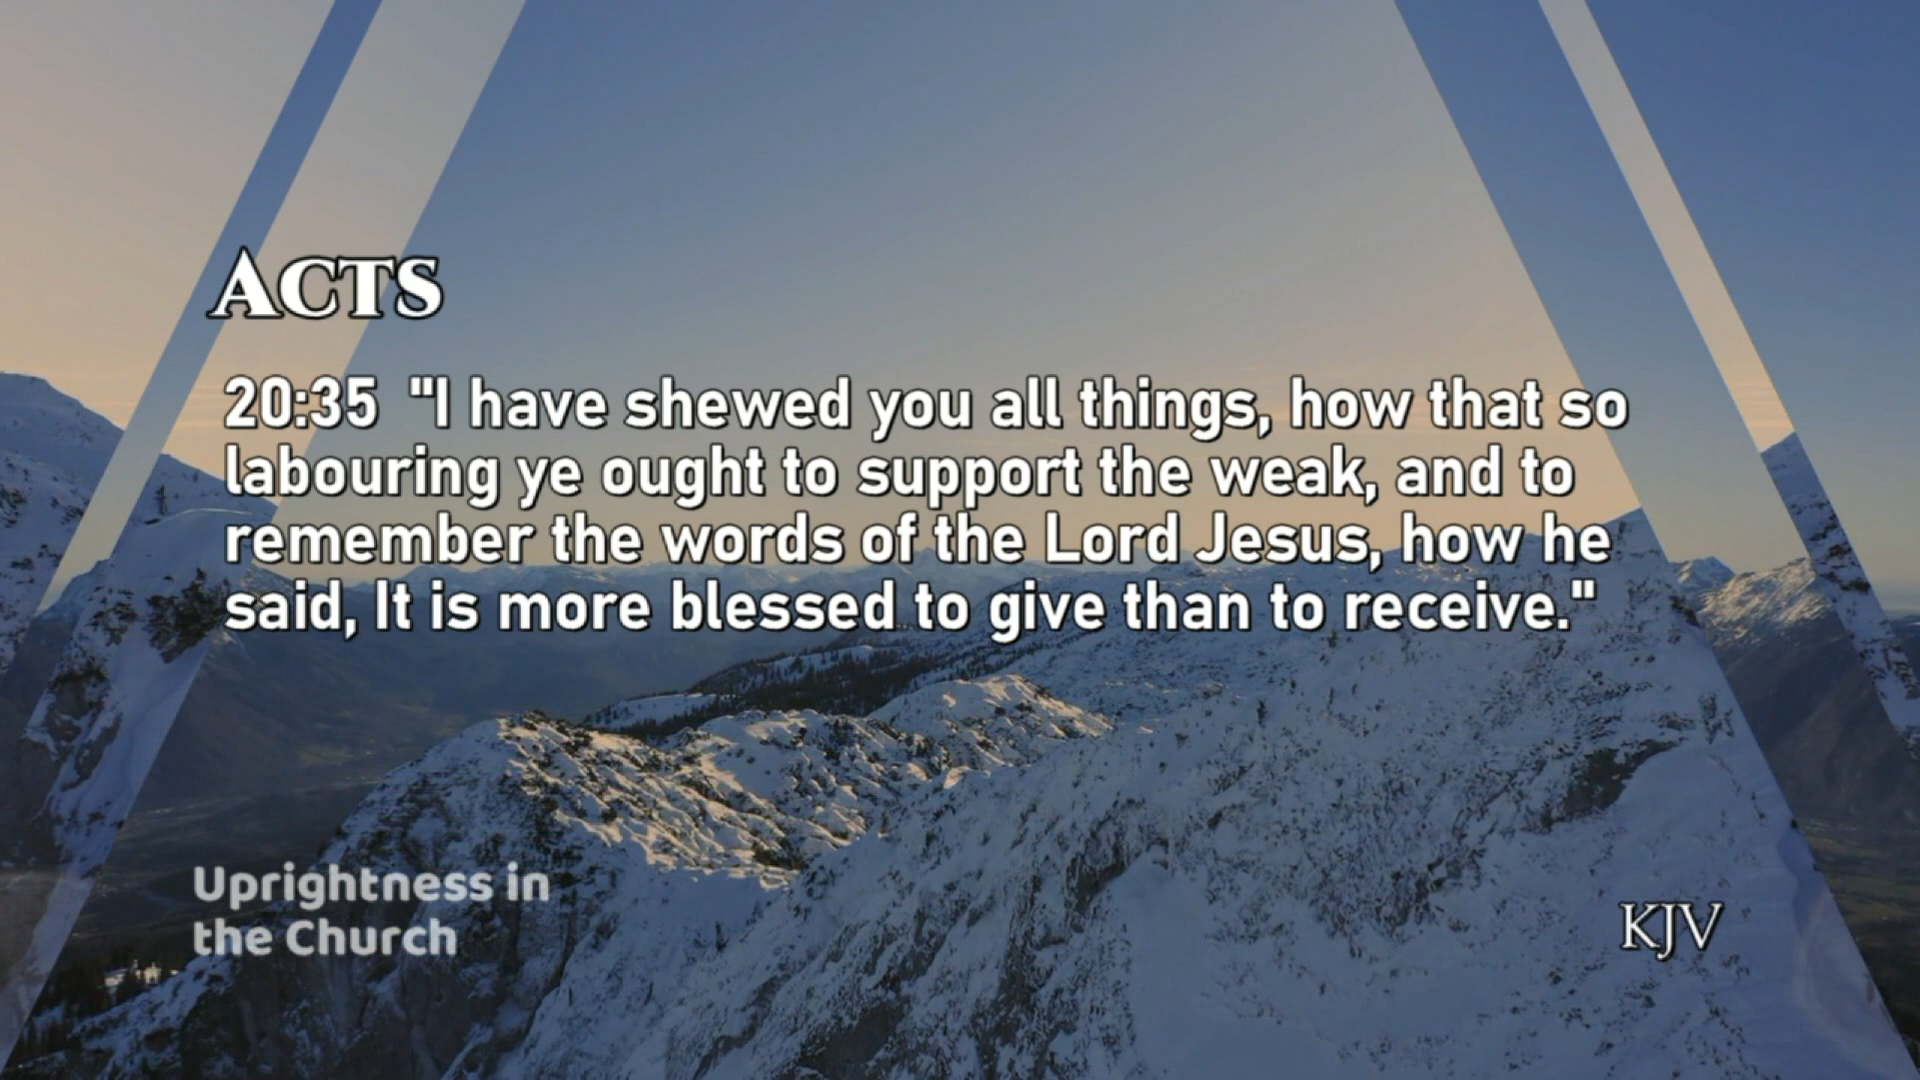 Acts
20:35 "I have shewed you all things, how that so
labouring ye ought to support the weak, and to
remember the words of the Lord Jesus, how he
said, It is more blessed to give than to receive."
Uprightness in
the Church
KJV